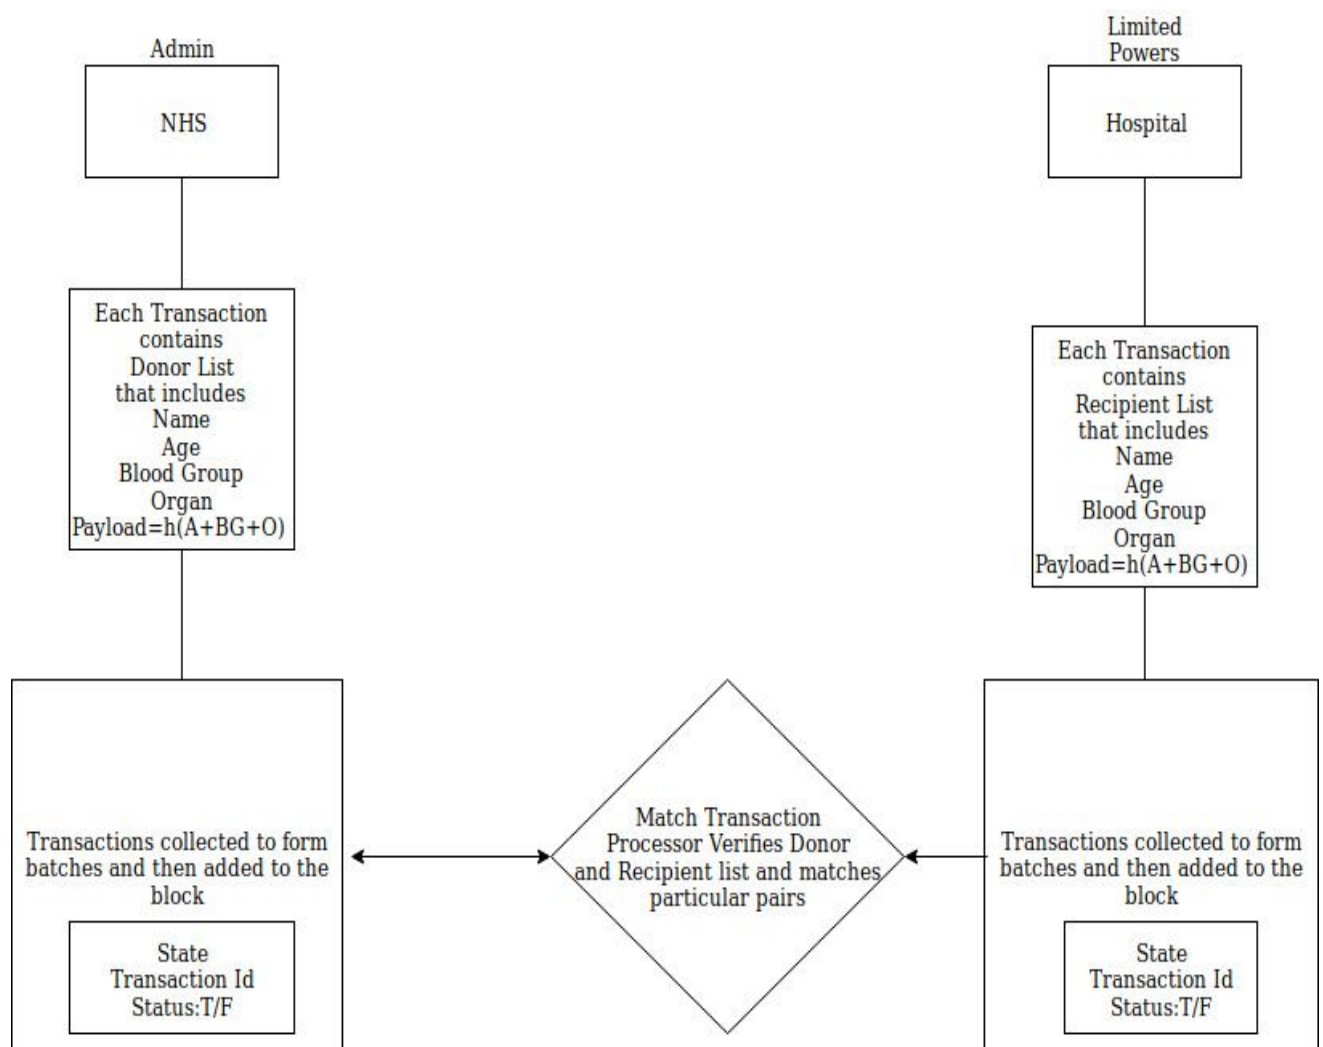 Admin
NHS
Each Transaction
contains
Donor List
that includes
Name
Age
Blood Group
Organ
Payload=h(A+BG+O)
Transactions collected to form
batches and then added to the
block
State
Transaction Id
Status:T/F
Match Transaction
Processor Verifies Donor
and Recipient list and matches
particular pairs
Limited
Powers
Hospital
Each Transaction
contains
Recipient List
that includes
Name
Age
Blood Group
Organ
Payload=h(A+BG+O)
Transactions collected to form
batches and then added to the
block
State
Transaction Id
Status:T/F